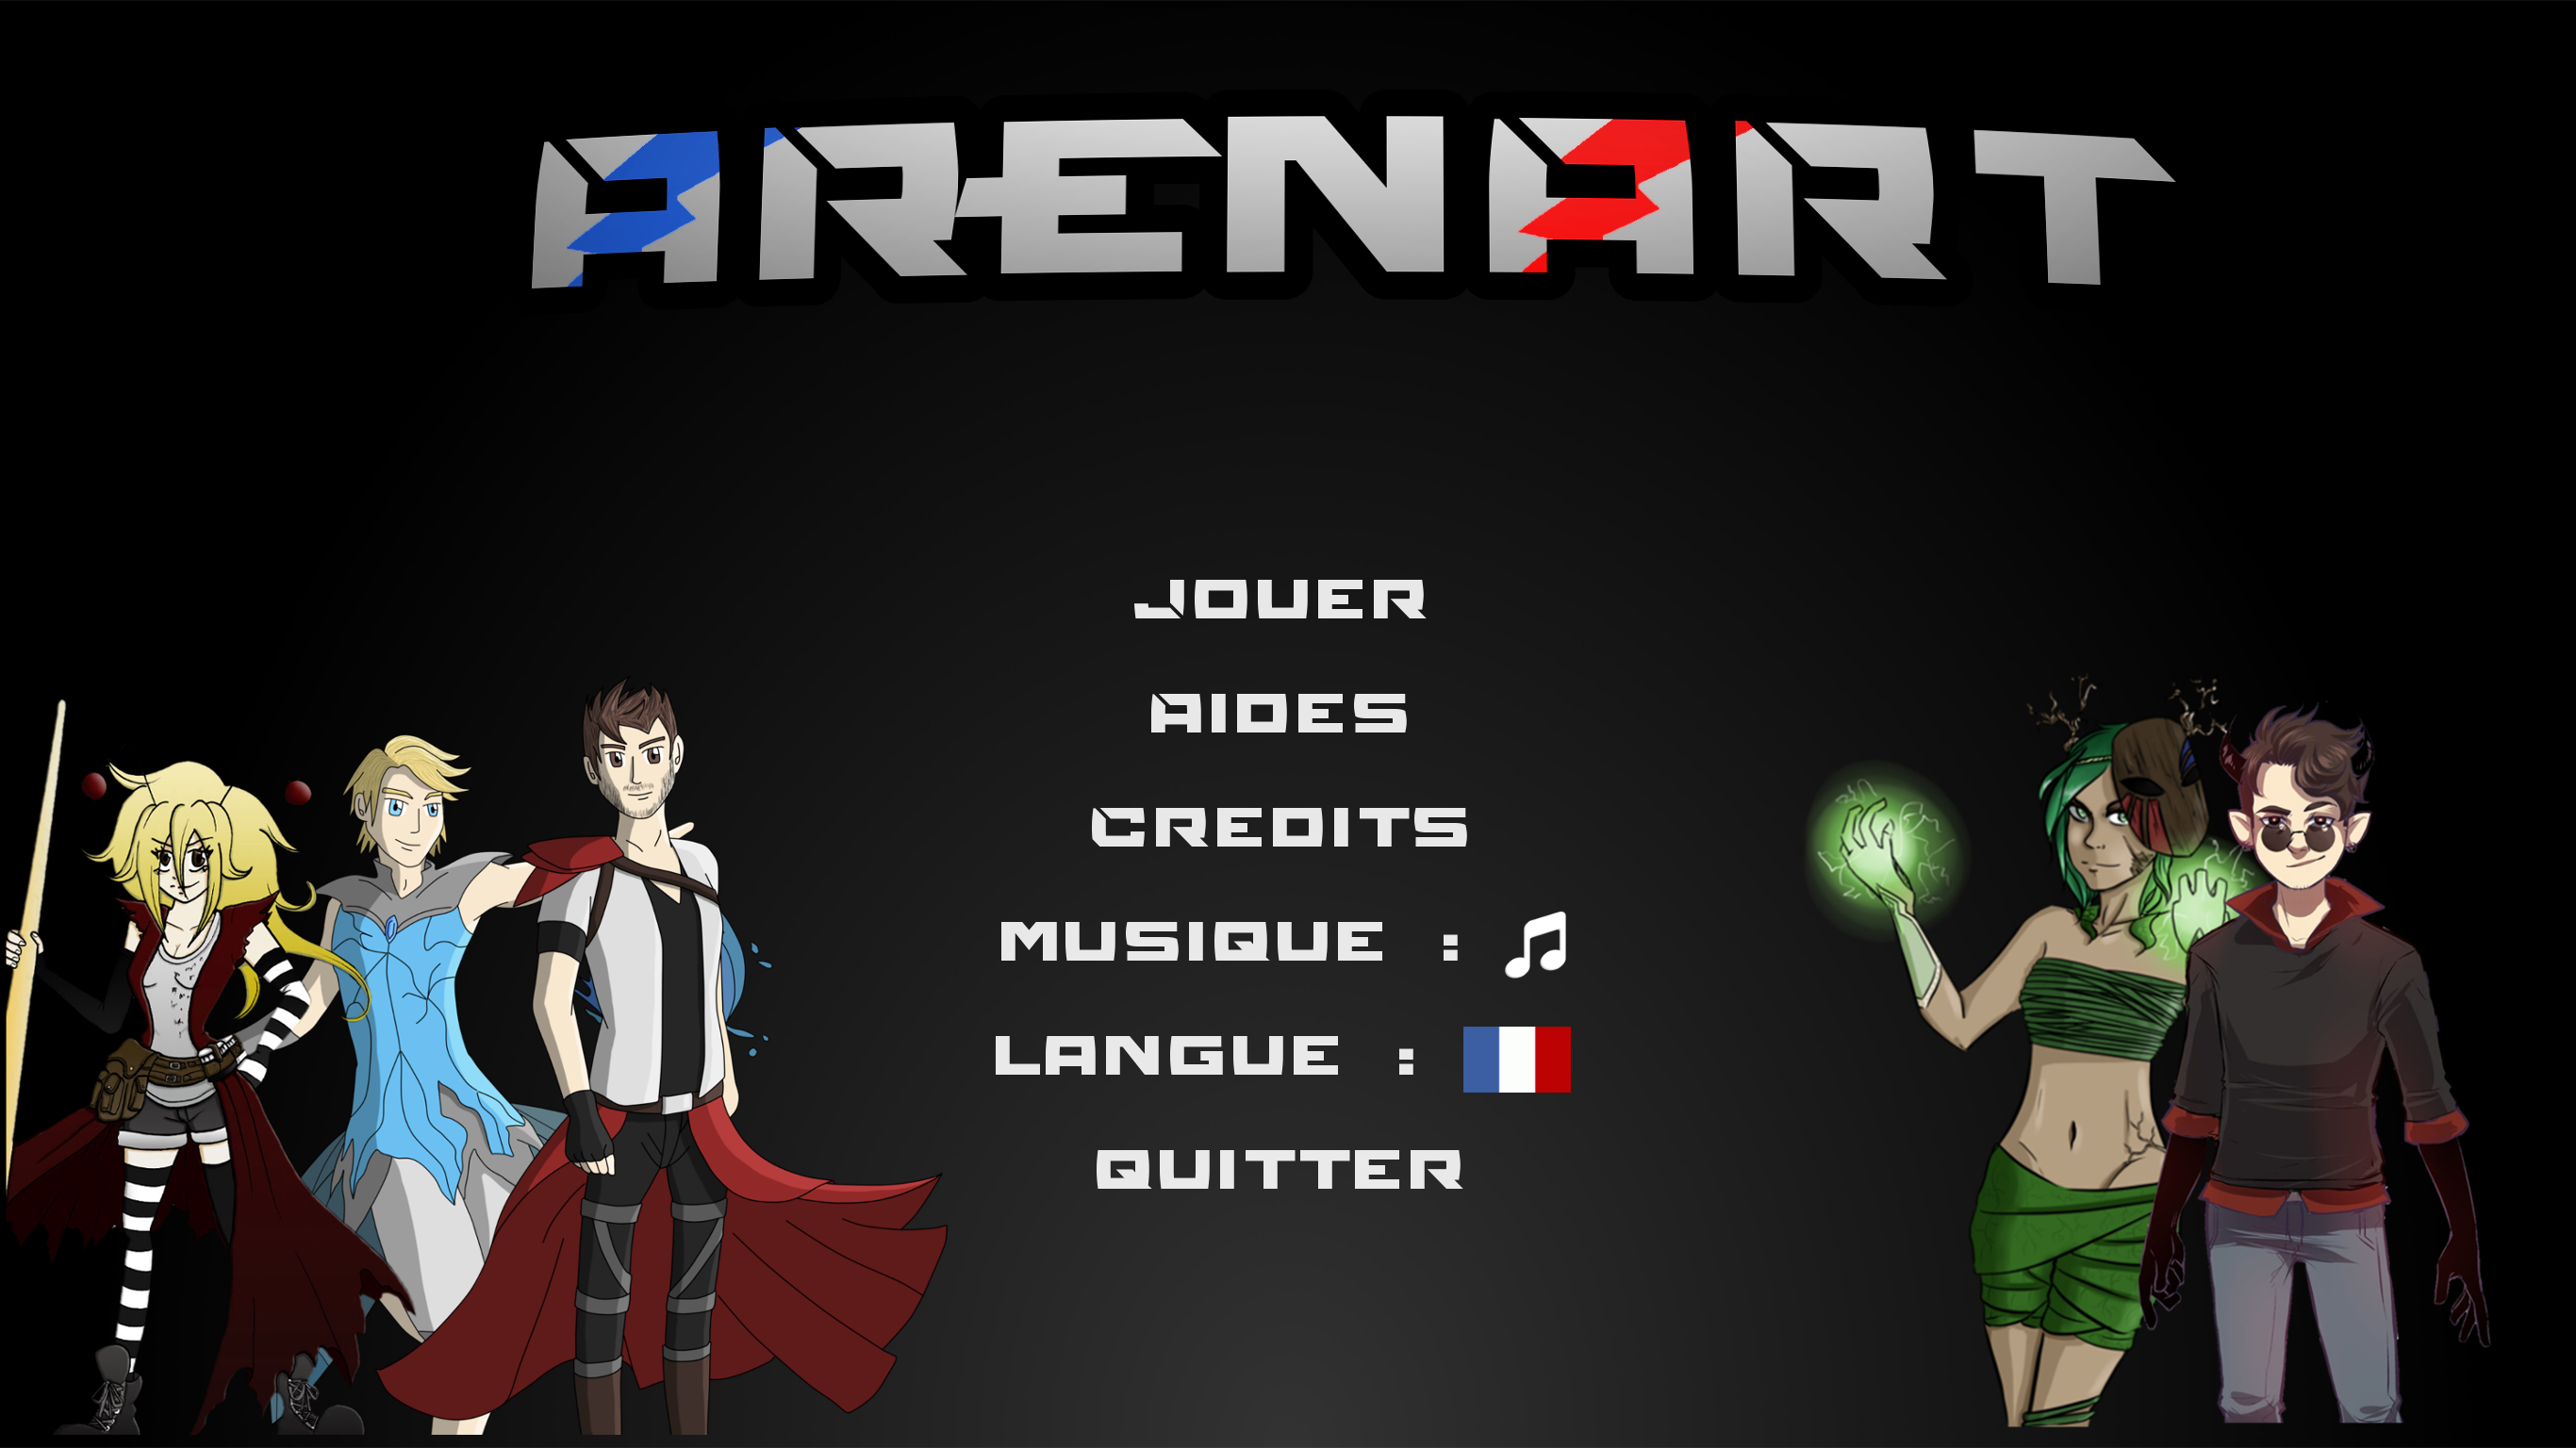 ARENART
JOUER
AIDES
CREDITS
MUSIQUE :
LANGUE :
QUITTER